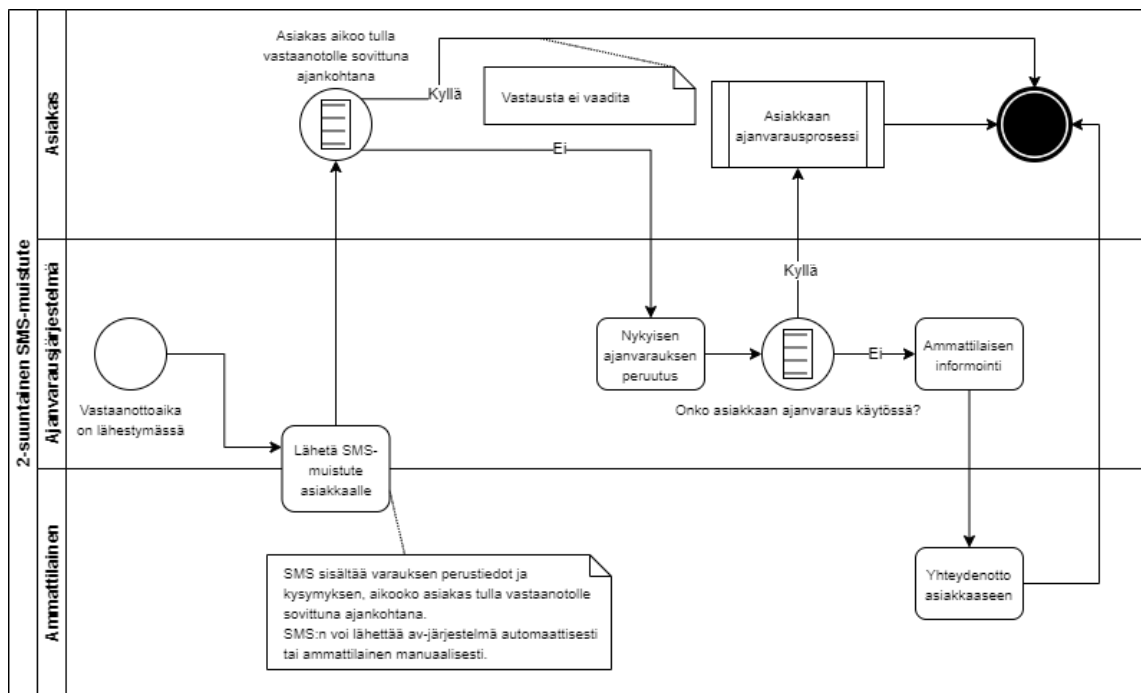 2-suuntainen SMS-muistute
Asiakas
Asiakas aikoo tulla
vastaanotolle sovittuna
ajankohtana
Kyllä
Vastausta ei vaadita
Ei
Asiakkaan
ajanvarausprosessi
Ajanvarausjärjestelmä
Vastaanottoaika
on lähestymässä
Lähetä SMS-
muistute
asiakkaalle
Nykyisen
ajanvarauksen
peruutus
Kyllä
Onko asiakkaan ajanvaraus käytössä?
Ei
Ammattilaisen
informointi
Ammattilainen
SMS sisältää varauksen perustiedot ja
kysymyksen, aikooko asiakas tulla vastaanotolle
sovittuna ajankohtana.
SMS:n voi lähettää av-järjestelmä automaattisesti
tai ammattilainen manuaalisesti.
Yhteydenotto
asiakkaaseen